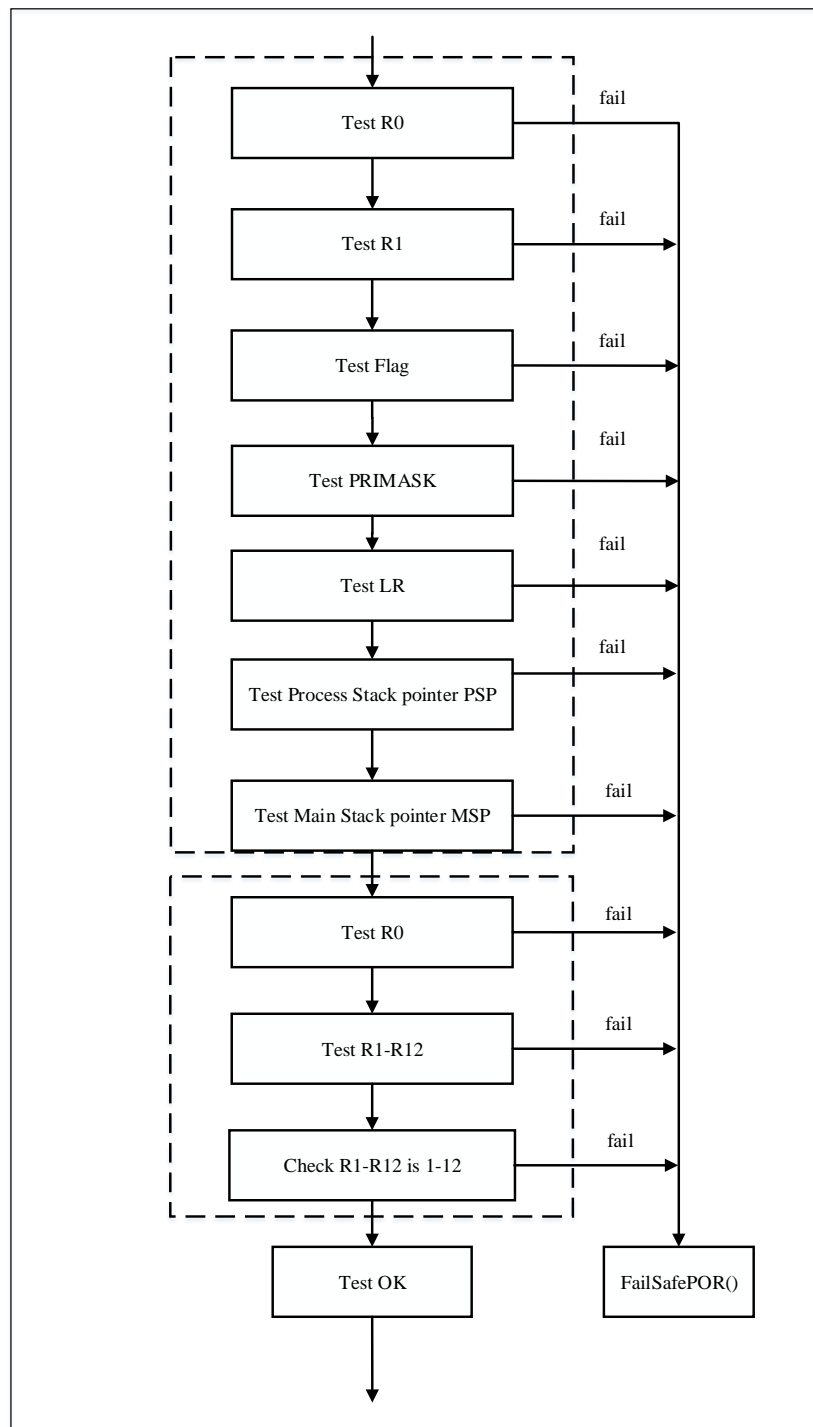 fail
Test R0
fail
Test R1
fail
Test Flag
fail
Test PRIMASK
fail
Test LR
fail
Test Process Stack pointer PSP
fail
Test Main Stack pointer MSP
fail
Test R0
fail
Test R1-R12
fail
Check R1-R12 is 1-12
Test OK
FailSafePOR()